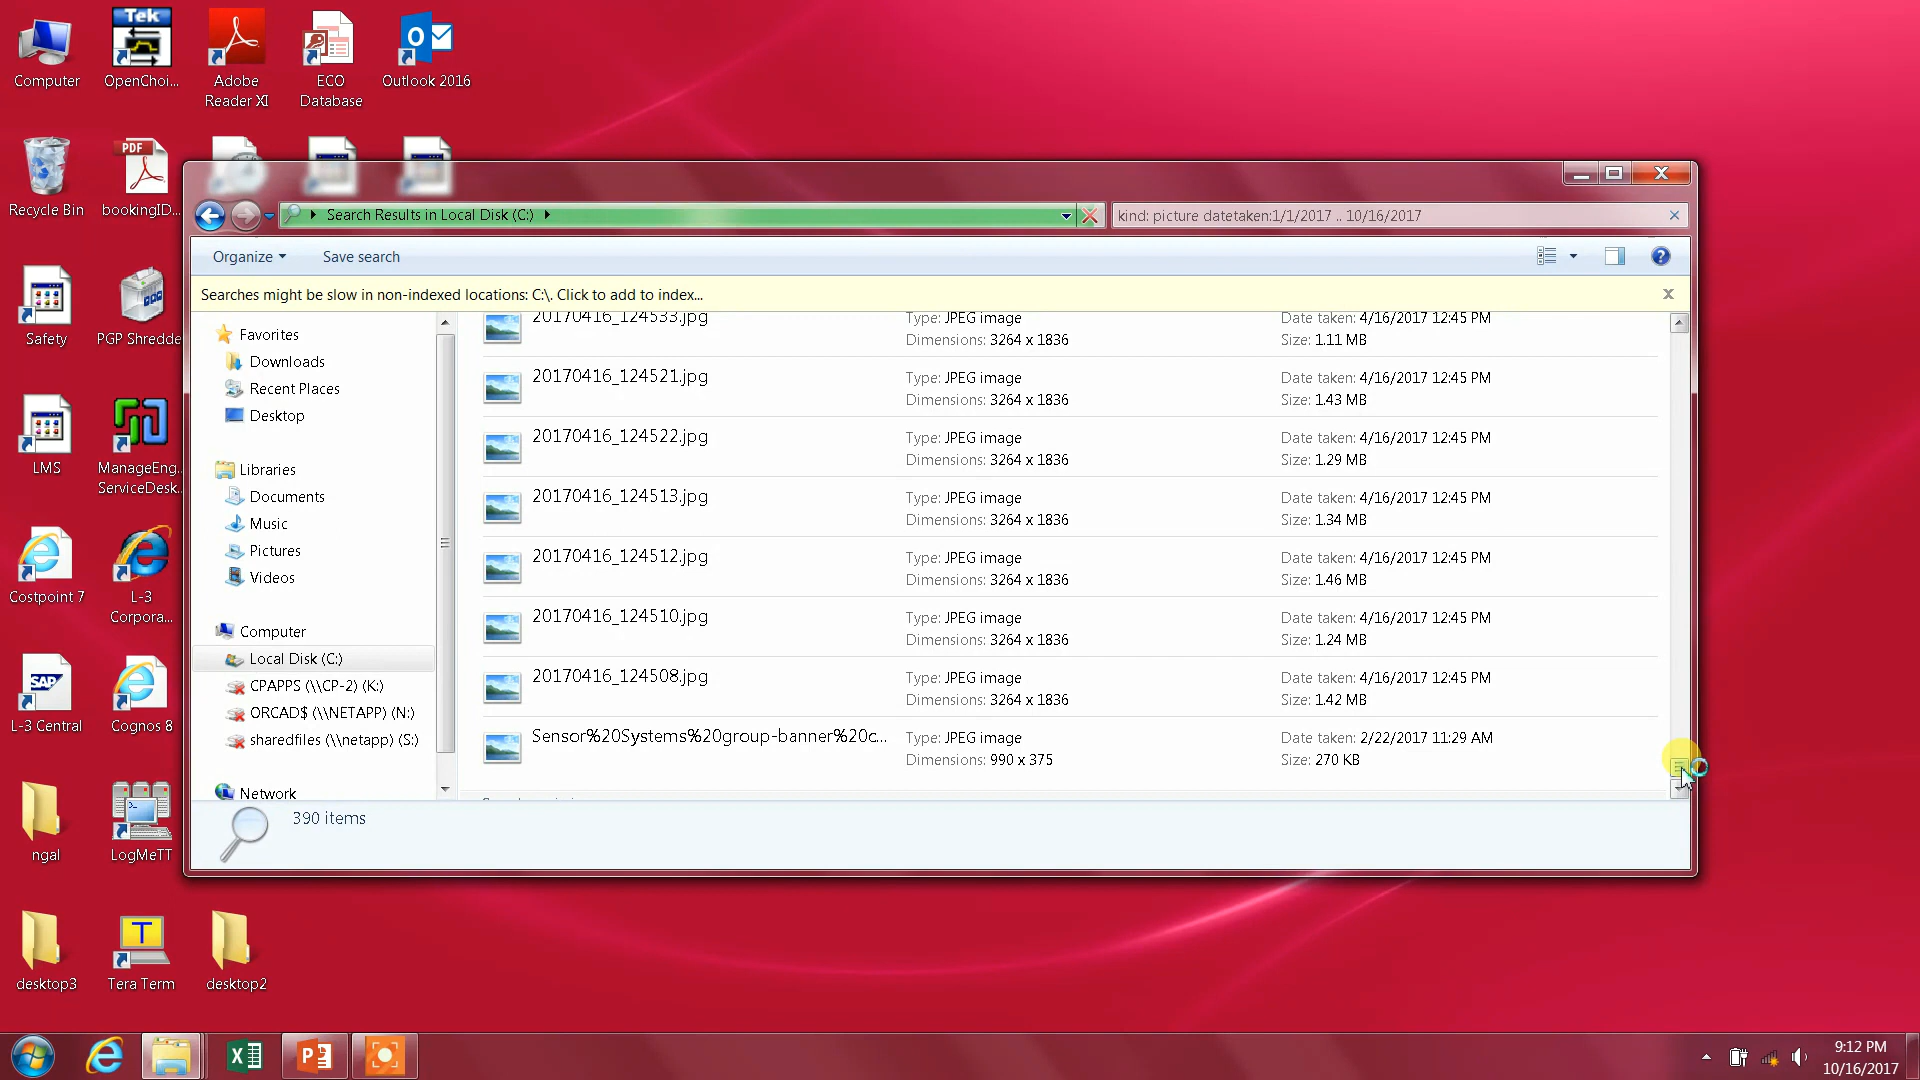 Computer
OpenChoi...
Adobe
Reader XI
ECO
Database
Outlook 2016
Tek
Recycle Bin
PDF
bookingID...
Safety
PGP Shredde
LMS
ManageEng...
ServiceDesk...
Costpoint 7
L-3
Corpora...
SAP
L-3 Central
Cognos 8
ngal
LogMeTT
desktop3
T
Tera Term
desktop2
Search Results in Local Disk (C:)
kind: picture datetaken:1/1/2017 .. 10/16/2017
Organize
Save search
Searches might be slow in non-indexed locations: C:\. Click to add to index...
Favorites
Downloads
Recent Places
Desktop
Libraries
Documents
Music
Pictures
Videos
Computer
Local Disk (C:)
CPAPPS (\\CP-2) (K:)
ORCAD$ (\\NETAPP) (N:)
sharedfiles (\\netapp) (S:)
Network
20170416_124533.jpg Type: JPEG image Date taken: 4/16/2017 12:45 PM
Dimensions: 3264 x 1836 Size: 1.11 MB
20170416_124521.jpg Type: JPEG image Date taken: 4/16/2017 12:45 PM
Dimensions: 3264 x 1836 Size: 1.43 MB
20170416_124522.jpg Type: JPEG image Date taken: 4/16/2017 12:45 PM
Dimensions: 3264 x 1836 Size: 1.29 MB
20170416_124513.jpg Type: JPEG image Date taken: 4/16/2017 12:45 PM
Dimensions: 3264 x 1836 Size: 1.34 MB
20170416_124512.jpg Type: JPEG image Date taken: 4/16/2017 12:45 PM
Dimensions: 3264 x 1836 Size: 1.46 MB
20170416_124510.jpg Type: JPEG image Date taken: 4/16/2017 12:45 PM
Dimensions: 3264 x 1836 Size: 1.24 MB
20170416_124508.jpg Type: JPEG image Date taken: 4/16/2017 12:45 PM
Dimensions: 3264 x 1836 Size: 1.42 MB
Sensor%20Systems%20group-banner%20c... Type: JPEG image Date taken: 2/22/2017 11:29 AM
Dimensions: 990 x 375 Size: 270 KB
390 items
9:12 PM
10/16/2017